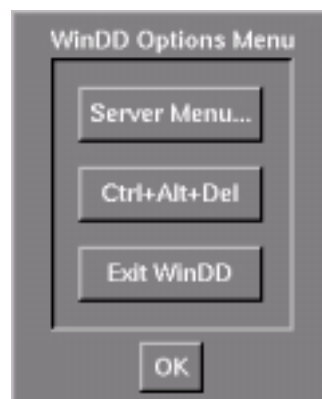 WinDD Options Menu
Server Menu...
Ctrl+Alt+Del
Exit WinDD
OK